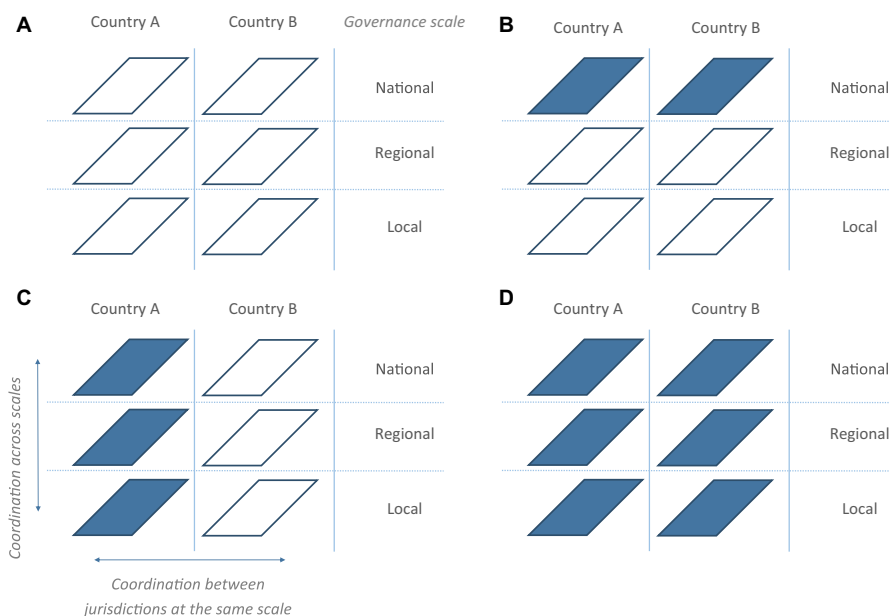 A
Country A
Country B
Governance scale
National
Regional
Local
B
Country A
Country B
National
Regional
Local
C
Country A
Country B
National
Regional
Local
Coordination across scales
Coordination between
jurisdictions at the same scale
D
Country A
Country B
National
Regional
Local